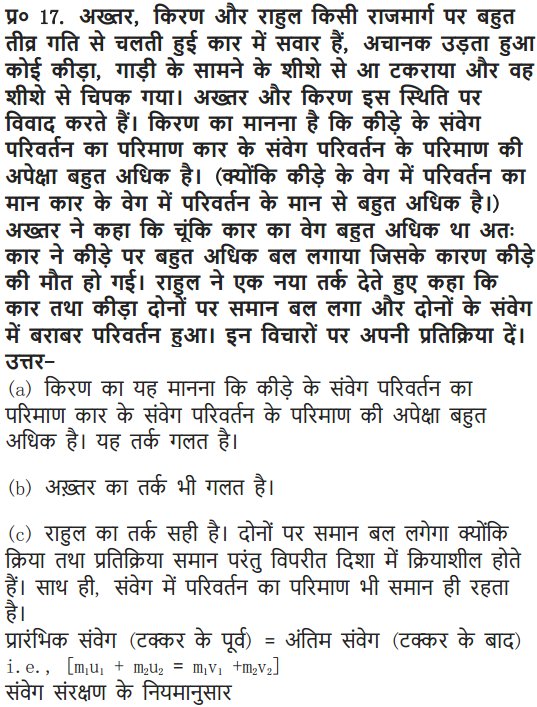 प्र० 17. अख्तर, किरण और राहुल किसी राजमार्ग पर बहुत
तीव्र गति से चलती हुई कार में सवार हैं, अचानक उड़ता हुआ
कोई कीड़ा, गाड़ी के सामने के शीशे से आ टकराया और वह
शीशे से चिपक गया। अख्तर और किरण इस स्थिति पर
विवाद करते हैं। किरण का मानना है कि कीड़े के संवेग
परिवर्तन का परिमाण कार के संवेग परिवर्तन के परिमाण की
अपेक्षा बहुत अधिक है। (क्योंकि कीड़े के वेग में परिवर्तन का
मान कार के वेग में परिवर्तन के मान से बहुत अधिक है।)
अख्तर ने कहा कि चूंकि कार का वेग बहुत अधिक था अतः
कार ने कीड़े पर बहुत अधिक बल लगाया जिसके कारण कीड़े
की मौत हो गई। राहुल ने एक नया तर्क देते हुए कहा कि
कार तथा कीड़ा दोनों पर समान बल लगा और दोनों के संवेग
में बराबर परिवर्तन हुआ। इन विचारों पर अपनी प्रतिक्रिया दें।
उत्तर-
(a) किरण का यह मानना कि कीड़े के संवेग परिवर्तन का
परिमाण कार के संवेग परिवर्तन के परिमाण की अपेक्षा बहुत
अधिक है। यह तर्क गलत है।
(b) अख़्तर का तर्क भी गलत है।
(c) राहुल का तर्क सही है। दोनों पर समान बल लगेगा क्योंकि
क्रिया तथा प्रतिक्रिया समान परंतु विपरीत दिशा में क्रियाशील होते
हैं। साथ ही, संवेग में परिवर्तन का परिमाण भी समान ही रहता
है।
प्रारंभिक संवेग (टक्कर के पूर्व) = अंतिम संवेग (टक्कर के बाद)
i.e., [m₁u₁ + m₂u₂ = m₁v₁ +m₂v₂]
संवेग संरक्षण के नियमानुसार